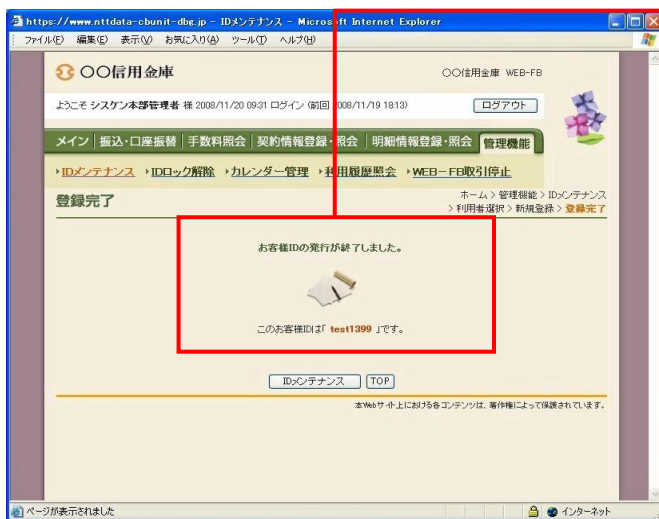 https://www.nttdata-cbunit-dbg.jp - IDメンテナンス - Microsoft Internet Explorer
ファイル(F) 編集(E) 表示(V) お気に入り(A) ツール(T) ヘルプ(H)
〇〇信用金庫
〇〇信用金庫 WEB-FB
ようこそ システケン本部管理者 様 2008/11/20 09:31 ログイン (前回 2008/11/19 18:13)
ログアウト
メイン 振込・口座振替 手数料照会 契約情報登録・照会 明細情報登録・照会 管理機能
IDメンテナンス IDロック解除 カレンダー管理 利用履歴照会 WEB-FB取引停止
登録完了
ホーム > 管理機能 > IDメンテナンス
> 利用者選択 > 新規登録 > 登録完了
お客様IDの発行が終了しました。
このお客様IDは「 test1399 」です。
IDメンテナンス TOP
本Webサイト上における各コンテンツは、著作権によって保護されています。
ページが表示されました
インターネット